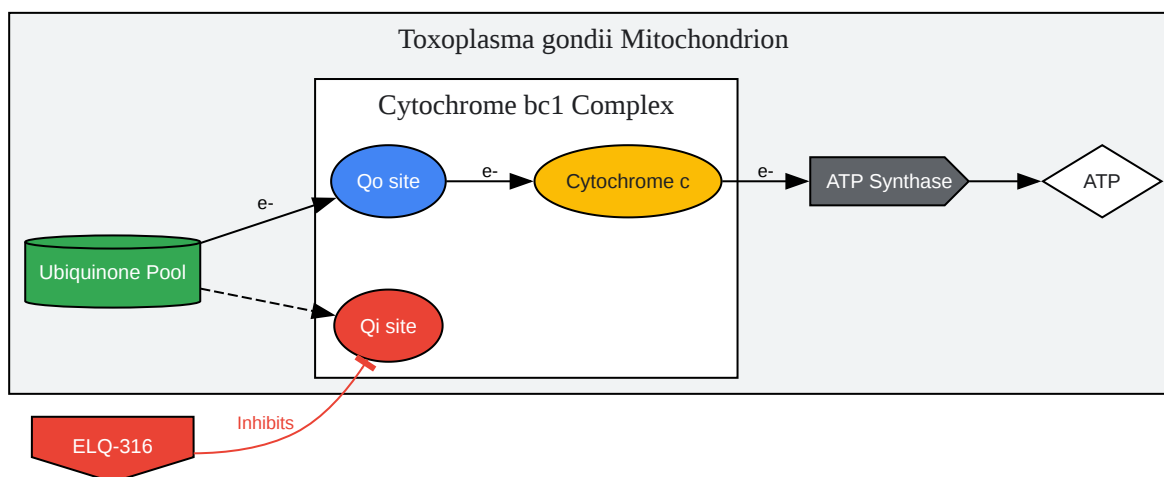 Toxoplasma gondii Mitochondrion
Cytochrome bc1 Complex
Qo site
e-
Cytochrome c
e-
ATP Synthase
ATP
e-
Ubiquinone Pool
Qi site
Inhibits
ELQ-316